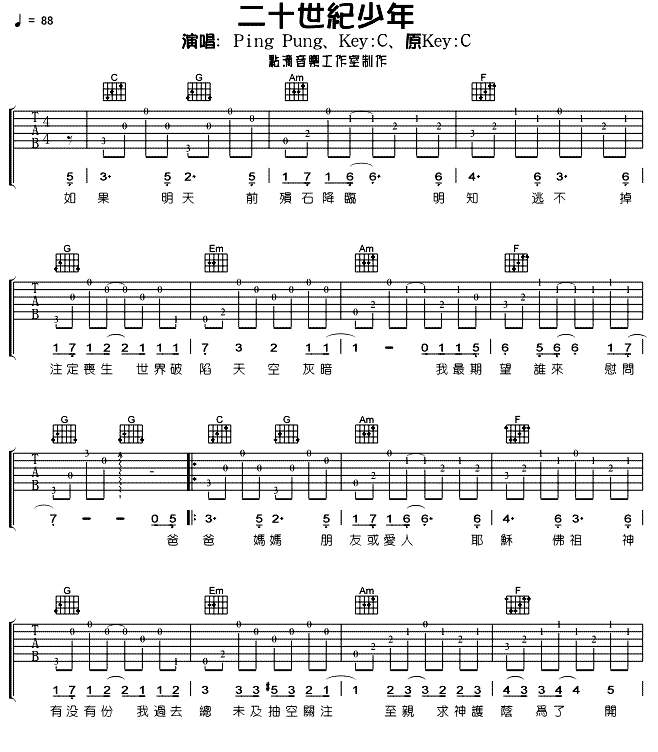 二十世紀少年
♩= 88
演唱: Ping Pung、Key:C、原Key:C
點滴音樂工作室制作
C G Am F
T A B 4 4
5 3· 5 2· 5 1 7 1 6 6· 6 4· 6 3· 6
如 果 明 天 前 殞 石 降 臨 明 知 逃 不 掉
G Em Am F
T A B
1 7 1 2 2 1 1 1 7 3 2 1 1 1 - 0 1 1 5 6 5 6 6 1 7
注 定 喪 生 世 界 破 陷 天 空 灰 暗 我 最 期 望 誰 來 慰 問
G G C G Am F
T A B
7 - - 0 5 3· 5 2· 5 1 7 1 6 6· 6 4· 6 3· 6
爸 爸 媽 媽 朋 友 或 愛 人 耶 穌 佛 祖 神
G Em Am F
T A B
1 7 1 2 2 1 2 1 3 3 3 #5 3 2 1 1 2 3 2 3 2 4 3 3 4 5 4
有 没 有 份 我 過 去 總 未 及 抽 空 關 注 至 親 求 神 護 蔭 爲 了 開